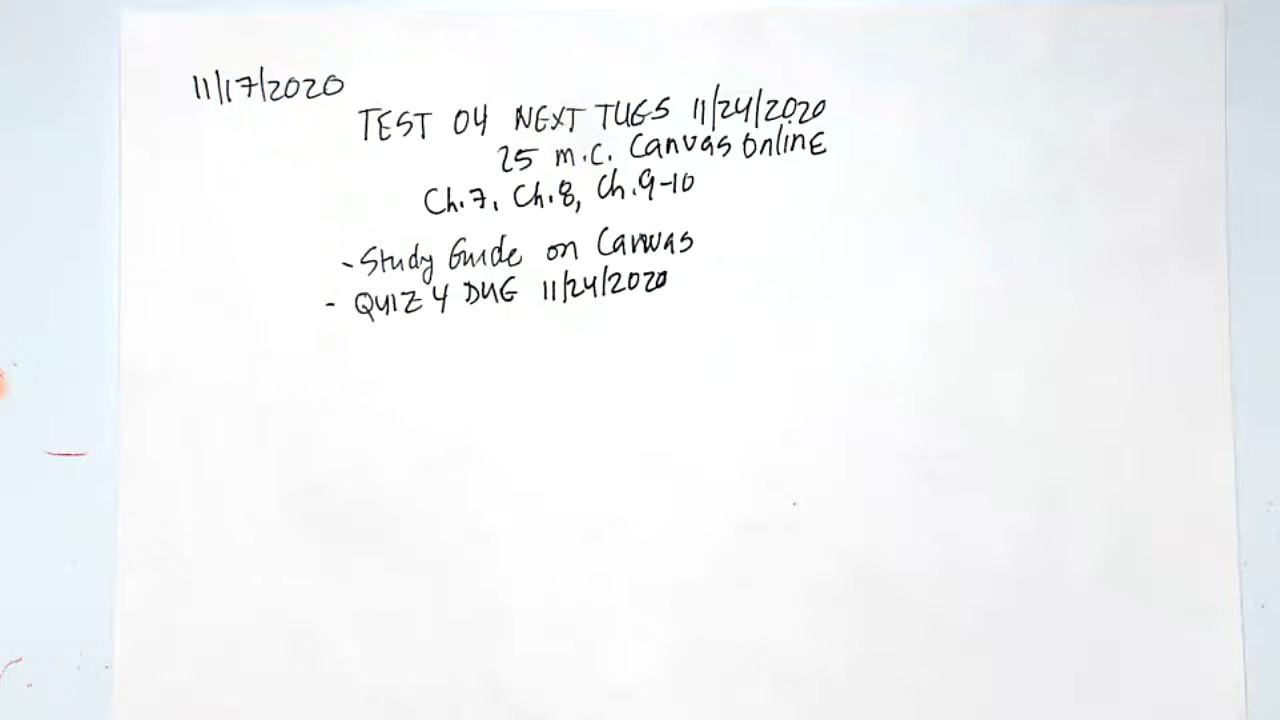 11/17/2020
TEST 04 NEXT TUES 11/24/2020
25 m.c. Canvas Online
Ch.7, Ch.8, Ch.9-10
- Study Guide on Canvas
- QUIZ 4 DUE 11/24/2020